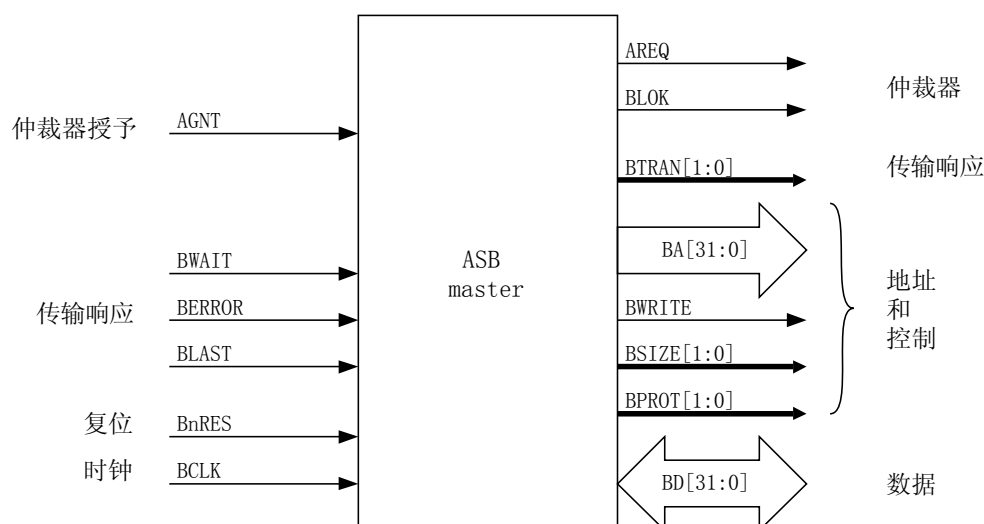 AREQ
仲裁器
BLOK
仲裁器授予
AGNT
BTRAN[1:0]
传输响应
BA[31:0]
BWAIT
ASB
master
地址
和
控制
传输响应
BERROR
BWRITE
BLAST
BSIZE[1:0]
BPROT[1:0]
复位
BnRES
时钟
BCLK
BD[31:0]
数据